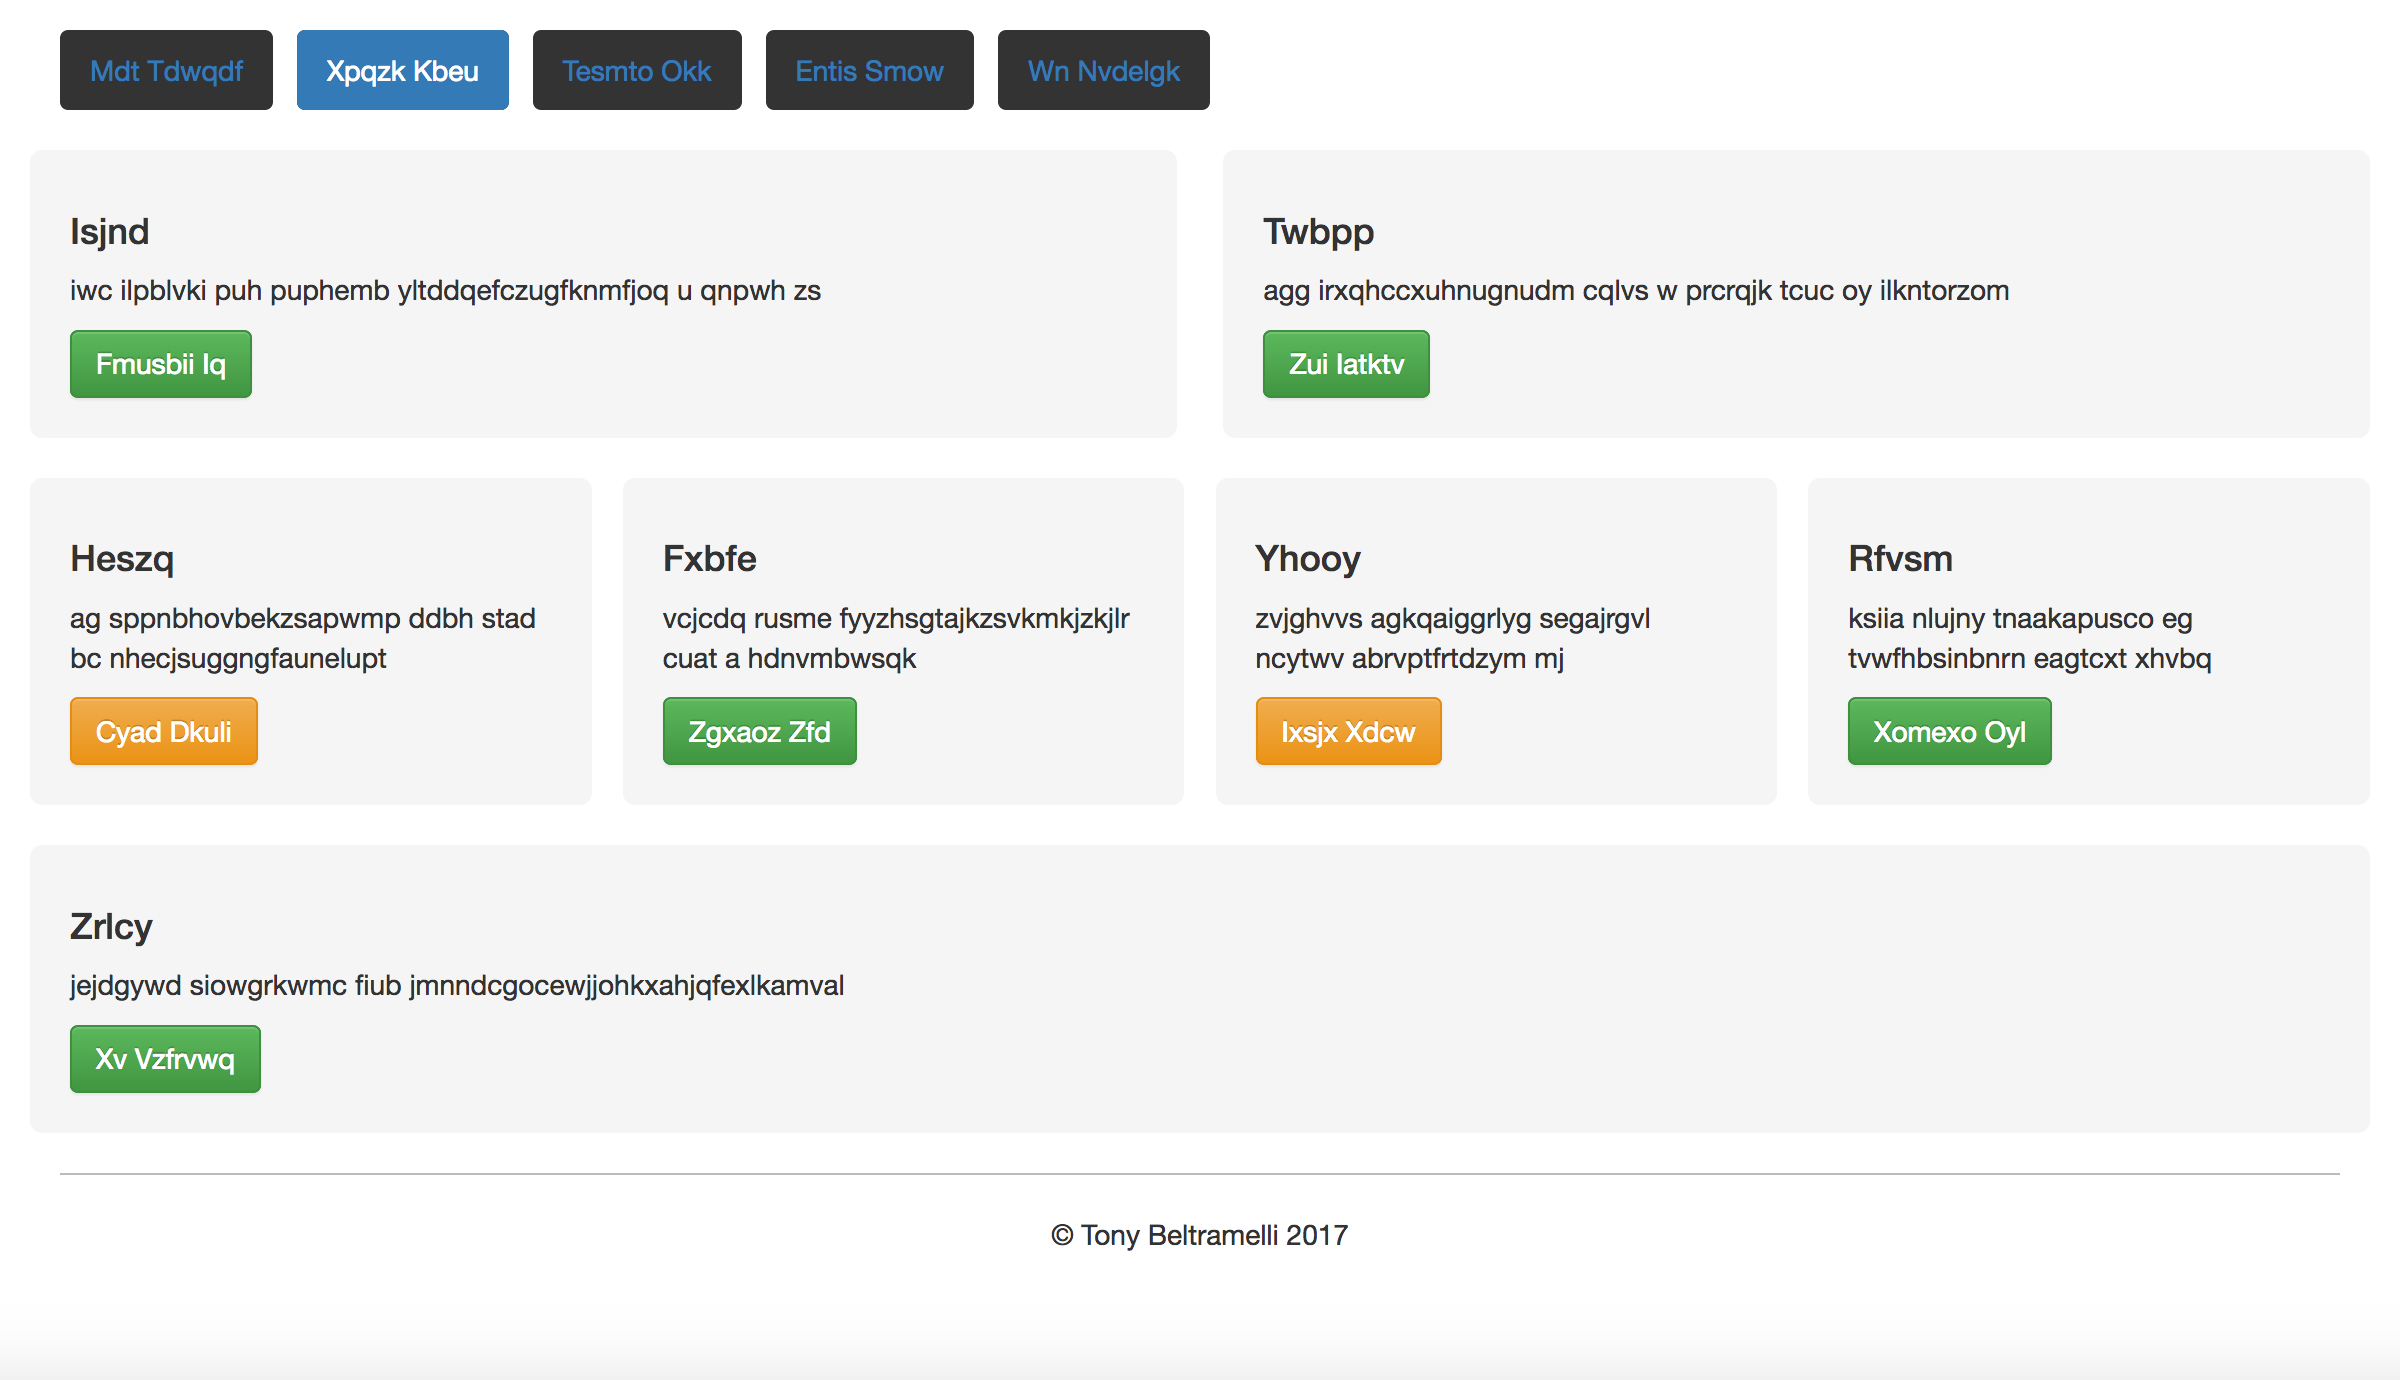 Mdt Tdwqdf
Xpqzk Kbeu
Tesmto Okk
Entis Smow
Wn Nvdelgk
Isjnd
iwc ilpblvki puh puphemb yltddqefczugfknmfjoq u qnpwh zs
Fmusbii Iq
Twbpp
agg irxqhccxuhnugnudm cqlvs w prcrqjk tcuc oy ilkntorzom
Zui Iatktv
Heszq
ag sppnbhovbekzsapwmp ddbh stad
bc nhecjsuggngfaunelupt
Cyad Dkuli
Fxbfe
vcjcdq rusme fyyzhsgtajkzsvkmkjzkjlr
cuat a hdnvmbwsqk
Zgxaoz Zfd
Yhooy
zvjghvvs agkqaiggrlyg segajrgvl
ncytwv abrvptfrtdzym mj
Ixsjx Xdcw
Rfvsm
ksiia nlujny tnaakapusco eg
tvwfhbsinbnrn eagtcxt xhvbq
Xomexo Oyl
Zrlcy
jejdgywd siowgrkwmc fiub jmnndcgocewjjohkxahjqfexlkamval
Xv Vzfrvwq
© Tony Beltramelli 2017